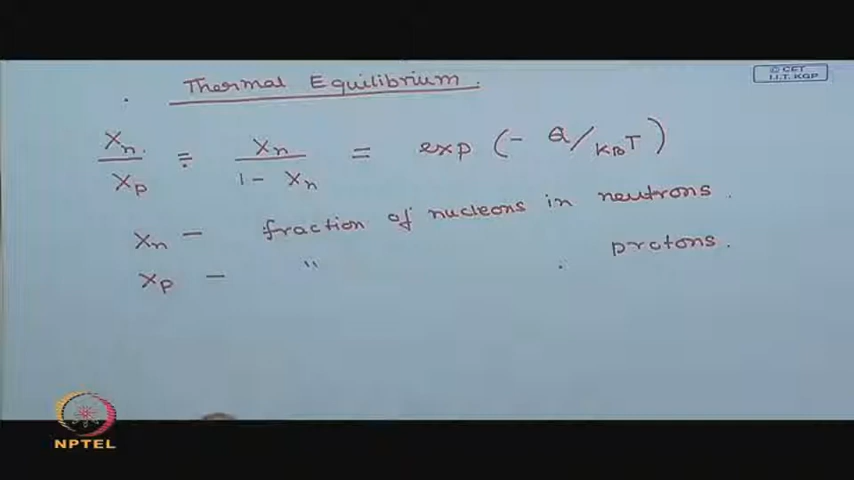 Thermal Equilibrium.
© CET
I.I.T. KGP
Xn/Xp = Xn/(1 - Xn) = exp (- Q/KBT)
Xn - fraction of nucleons in neutrons.
Xp - " protons.
NPTEL